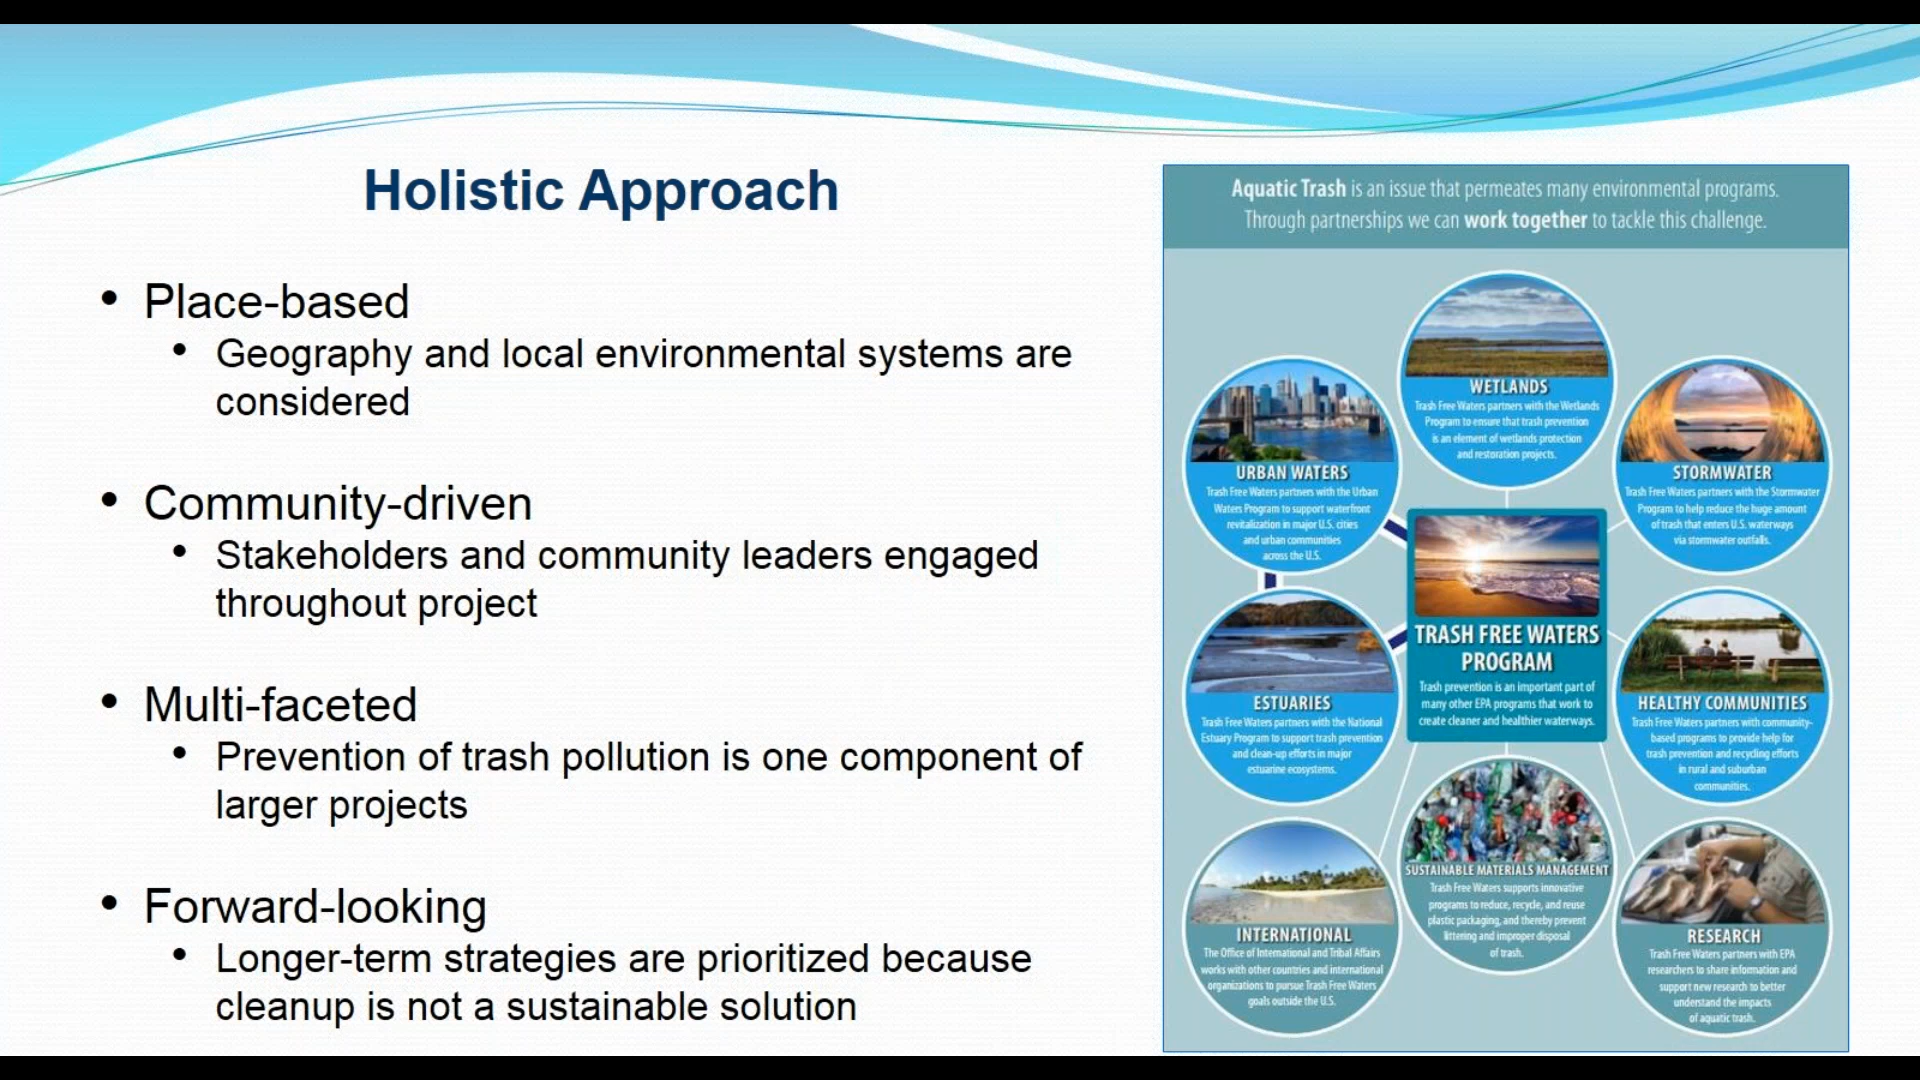 Holistic Approach
• Place-based
• Geography and local environmental systems are
considered
• Community-driven
• Stakeholders and community leaders engaged
throughout project
• Multi-faceted
• Prevention of trash pollution is one component of
larger projects
• Forward-looking
• Longer-term strategies are prioritized because
cleanup is not a sustainable solution
Aquatic Trash is an issue that permeates many environmental programs.
Through partnerships we can work together to tackle this challenge.
WETLANDS
Trash Free Waters partners with the Wetlands
Program to ensure that trash prevention
is an element of wetlands protection
and restoration projects.
URBAN WATERS
Trash Free Waters partners with the Urban
Waters Program to support waterfront
revitalization in major U.S. cities
and urban communities
across the U.S.
STORMWATER
Trash Free Waters partners with the Stormwater
Program to help reduce the huge amount
of trash that enters U.S. waterways
via stormwater outfalls.
TRASH FREE WATERS
PROGRAM
Trash prevention is an important part of
many other EPA programs that work to
create cleaner and healthier waterways.
ESTUARIES
Trash Free Waters partners with the National
Estuary Program to support trash prevention
and clean-up efforts in major
estuarine ecosystems.
HEALTHY COMMUNITIES
Trash Free Waters partners with community-
based programs to provide help for
trash prevention and recycling efforts
in rural and suburban
communities.
SUSTAINABLE MATERIALS MANAGEMENT
Trash Free Waters supports innovative
programs to reduce, recycle, and reuse
plastic packaging, and thereby prevent
littering and improper disposal
of trash.
INTERNATIONAL
The Office of International and Tribal Affairs
works with other countries and international
organizations to pursue Trash Free Waters
goals outside the U.S.
RESEARCH
Trash Free Waters partners with EPA
researchers to share information and
support new research to better
understand the impacts
of aquatic trash.